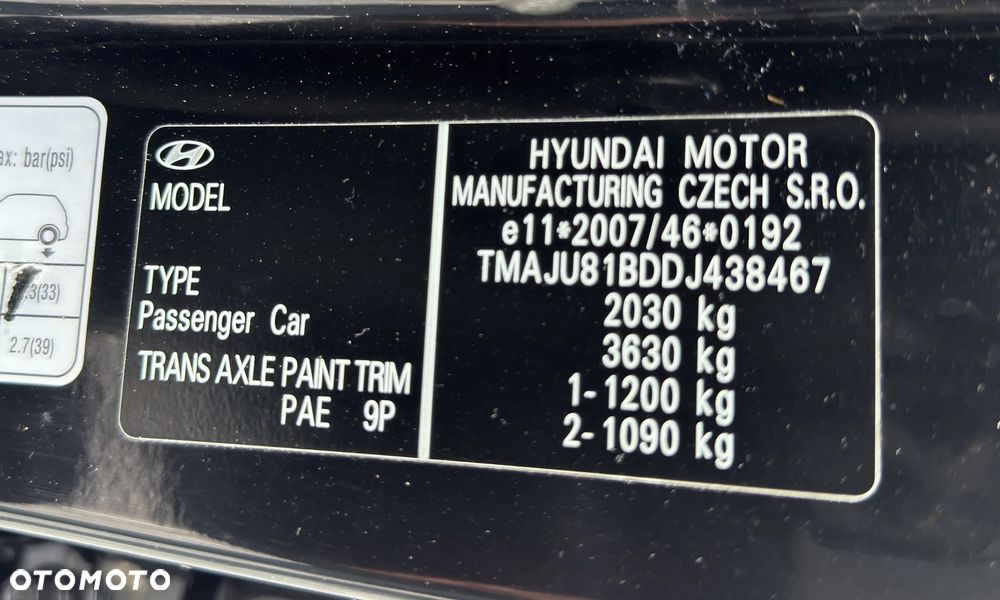 ax: bar(psi)
.3(33)
2.7(39)
MODEL
TYPE
Passenger Car
TRANS AXLE PAINT TRIM
PAE 9P
HYUNDAI MOTOR
MANUFACTURING CZECH S.R.O.
e11*2007/46*0192
TMAJU81BDDJ438467
2030 kg
3630 kg
1-1200 kg
2-1090 kg
OTOMOTO